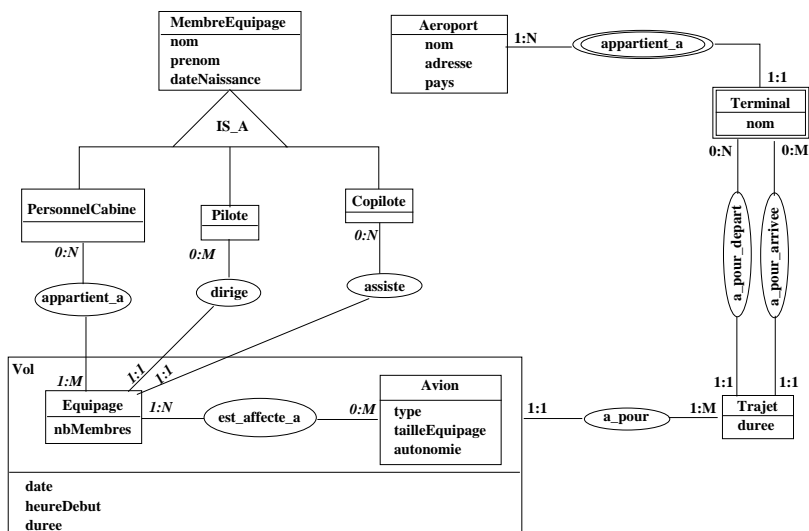 MembreEquipage
nom
prenom
dateNaissance
Aeroport
nom
adresse
pays
1:N
appartient_a
1:1
Terminal
nom
IS_A
0:N
0:M
PersonnelCabine
Pilote
Copilote
0:N
0:M
0:N
appartient_a
dirige
assiste
a_pour_depart
a_pour_arrivee
Vol
1:M
1:1
1:1
Equipage
nbMembres
1:N
est_affecte_a
0:M
Avion
type
tailleEquipage
autonomie
1:1
a_pour
1:M
1:1
1:1
Trajet
duree
date
heureDebut
duree